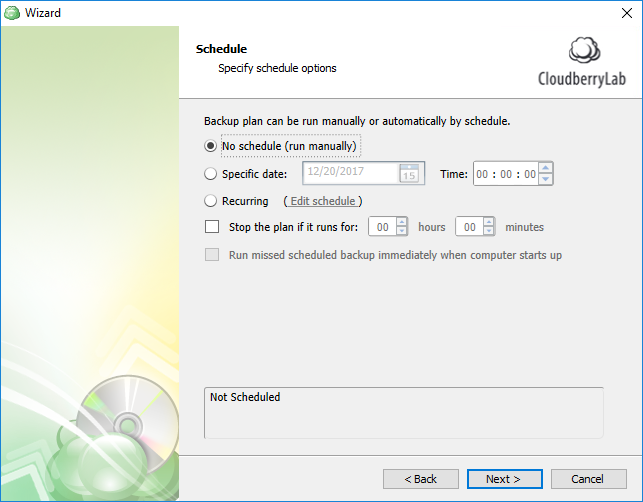 Wizard
Schedule
Specify schedule options
CloudberryLab
Backup plan can be run manually or automatically by schedule.
No schedule (run manually)
Specific date: 12/20/2017 15 Time: 00 : 00 : 00
Recurring ( Edit schedule )
Stop the plan if it runs for: 00 hours 00 minutes
Run missed scheduled backup immediately when computer starts up
Not Scheduled
< Back Next > Cancel